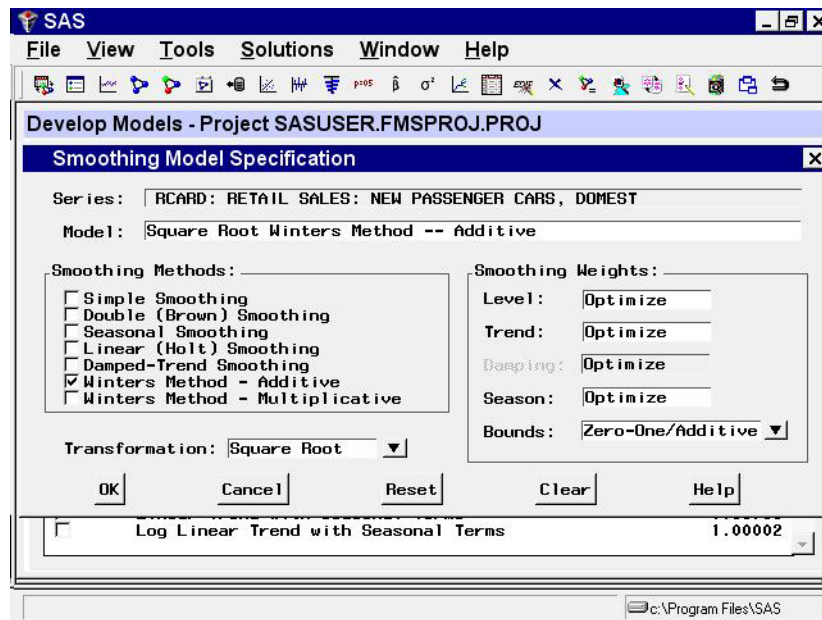 SAS
File View Tools Solutions Window Help
Develop Models - Project SASUSER.FMSPROJ.PROJ
Smoothing Model Specification
Series: RCARD: RETAIL SALES: NEW PASSENGER CARS, DOMEST
Model: Square Root Winters Method -- Additive
Smoothing Methods:
Simple Smoothing
Double (Brown) Smoothing
Seasonal Smoothing
Linear (Holt) Smoothing
Damped-Trend Smoothing
Winters Method - Additive
Winters Method - Multiplicative
Transformation: Square Root
Smoothing Weights:
Level: Optimize
Trend: Optimize
Damping: Optimize
Season: Optimize
Bounds: Zero-One/Additive
OK Cancel Reset Clear Help
Log Linear Trend with Seasonal Terms 1.00002
c:\Program Files\SAS